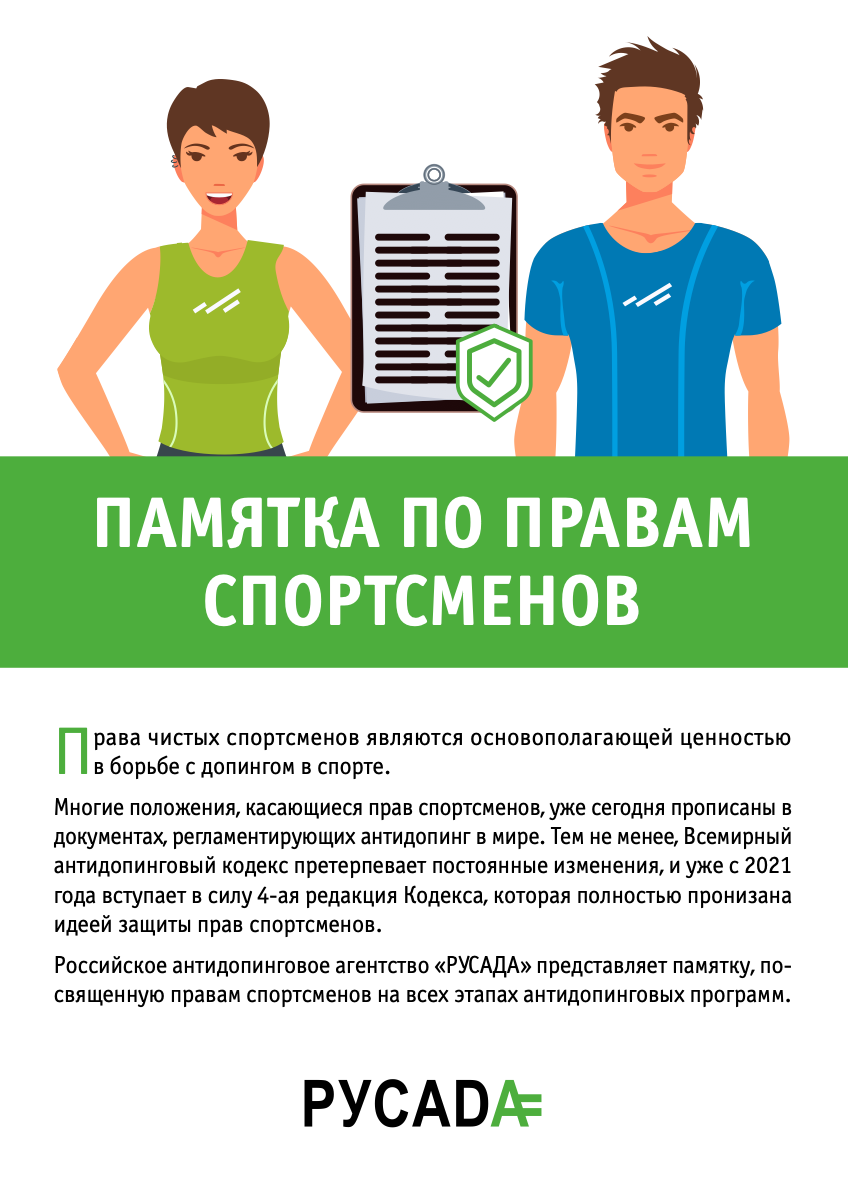 ПАМЯТКА ПО ПРАВАМ
СПОРТСМЕНОВ
Права чистых спортсменов являются основополагающей ценностью
в борьбе с допингом в спорте.
Многие положения, касающиеся прав спортсменов, уже сегодня прописаны в
документах, регламентирующих антидопинг в мире. Тем не менее, Всемирный
антидопинговый кодекс претерпевает постоянные изменения, и уже с 2021
года вступает в силу 4-ая редакция Кодекса, которая полностью пронизана
идеей защиты прав спортсменов.
Российское антидопинговое агентство «РУСАДА» представляет памятку, по-
священную правам спортсменов на всех этапах антидопинговых программ.
РУСАDA